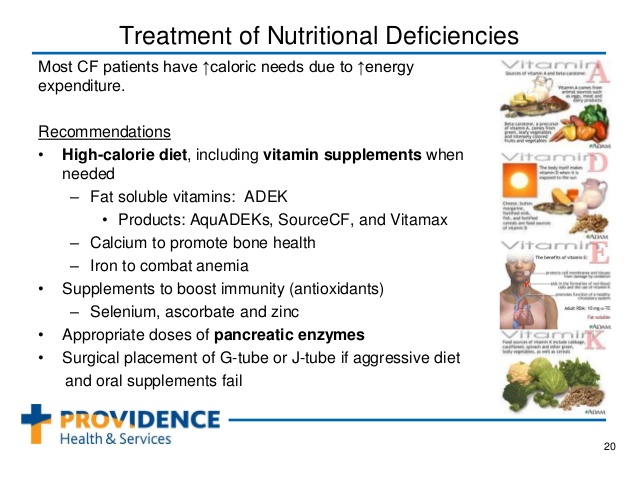 Treatment of Nutritional Deficiencies
Most CF patients have ↑caloric needs due to ↑energy
expenditure.
Recommendations
• High-calorie diet, including vitamin supplements when
needed
– Fat soluble vitamins: ADEK
• Products: AquADEKs, SourceCF, and Vitamax
– Calcium to promote bone health
– Iron to combat anemia
• Supplements to boost immunity (antioxidants)
– Selenium, ascorbate and zinc
• Appropriate doses of pancreatic enzymes
• Surgical placement of G-tube or J-tube if aggressive diet
and oral supplements fail
Vitamin A
Sources of vitamin A and beta carotene:
Vitamin A comes from
animal sources such
as eggs, meat and
dairy products
Beta-carotene, a precursor
of vitamin A, comes from
green, leafy vegetables
and intensely colored
fruits and vegetables
ADAM
Vitamin D
The body itself makes
vitamin D when it is
exposed to the sun
Cheese, butter,
margarine,
fortified milk,
fish, and fortified
cereals are food
sources of vitamin D
ADAM
Vitamin E
The benefits of vitamin E:
protects cell membranes and tissues
from damage by oxidation
aids in the formation of red blood
cells and the use of vitamin K
promotes function of a healthy
circulatory system
Adult RDA: 10 mg α-TE
Fat soluble
ADAM
Vitamin K
Food sources of vitamin K include cabbage,
cauliflower, spinach and other green,
leafy vegetables, as well as cereals
ADAM
PROVIDENCE
Health & Services
20